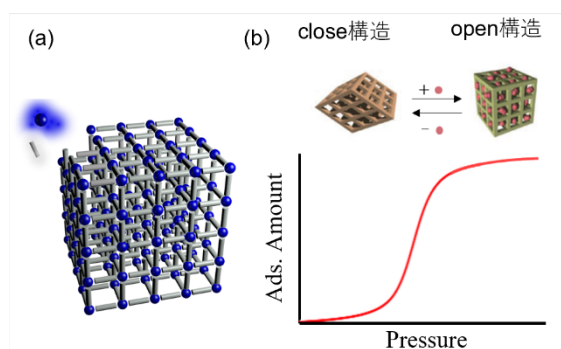 (a)
(b)
close構造
open構造
+
−
Ads. Amount
Pressure